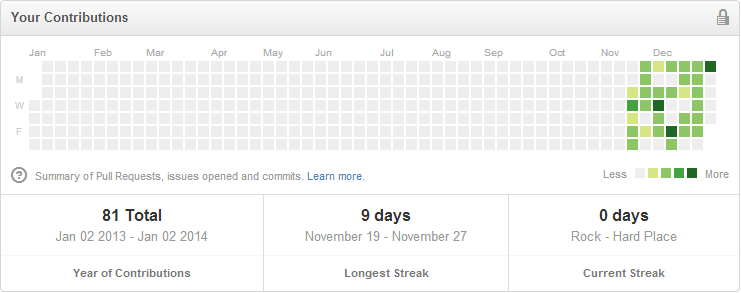 Your Contributions
Jan Feb Mar Apr May Jun Jul Aug Sep Oct Nov Dec
M
W
F
? Summary of Pull Requests, issues opened and commits. Learn more. Less More
81 Total
Jan 02 2013 - Jan 02 2014
Year of Contributions
9 days
November 19 - November 27
Longest Streak
0 days
Rock - Hard Place
Current Streak